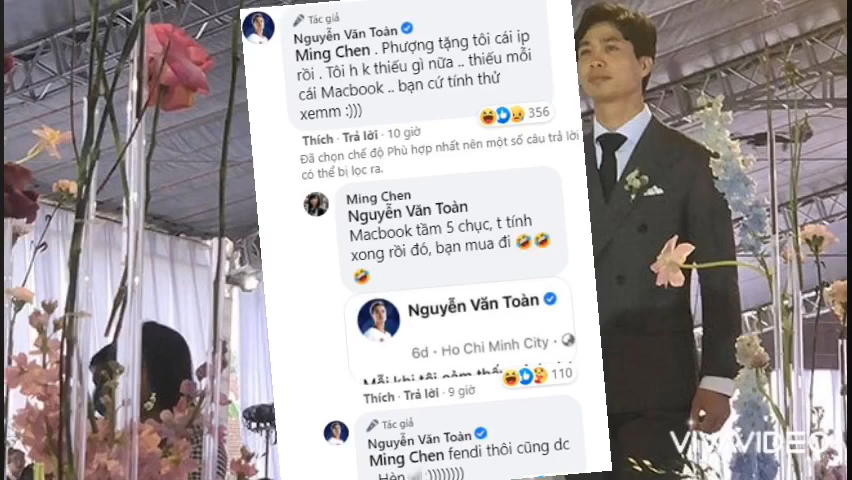 Tác giả
Nguyễn Văn Toàn
Ming Chen . Phượng tặng tôi cái ip
rồi . Tôi h k thiếu gì nữa .. thiếu mỗi
cái Macbook .. bạn cứ tính thử
xemm :)))
356
Thích · Trả lời · 10 giờ
Đã chọn chế độ Phù hợp nhất nên một số câu trả lời
có thể bị lọc ra.
Ming Chen
Nguyễn Văn Toàn
Macbook tầm 5 chục, t tính
xong rồi đó, bạn mua đi 🤣🤣
🤣
Nguyễn Văn Toàn
6d · Ho Chi Minh City ·
110
Thích · Trả lời · 9 giờ
Tác giả
Nguyễn Văn Toàn
Ming Chen fendi thôi cũng dc
VIVAVIDEO